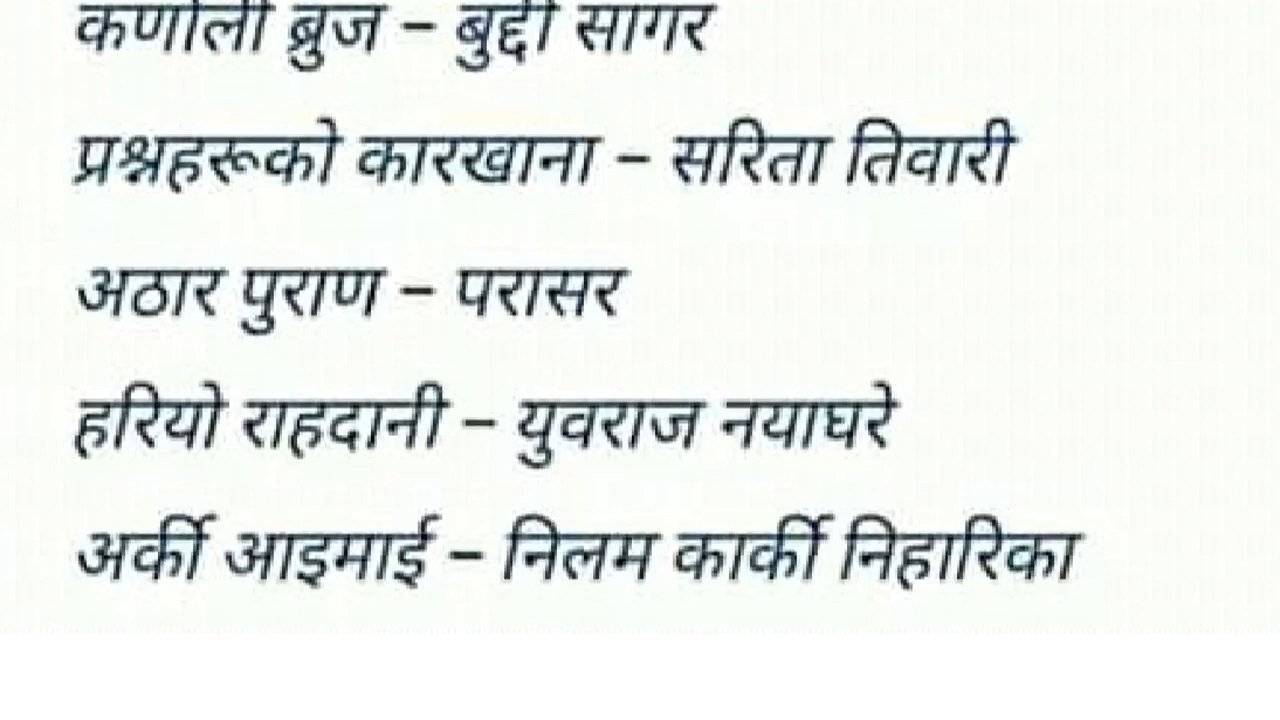 कर्णाली ब्रुज – बुद्दी सागर
प्रश्नहरूको कारखाना – सरिता तिवारी
अठार पुराण – परासर
हरियो राहदानी – युवराज नयाघरे
अर्की आइमाई – निलम कार्की निहारिका